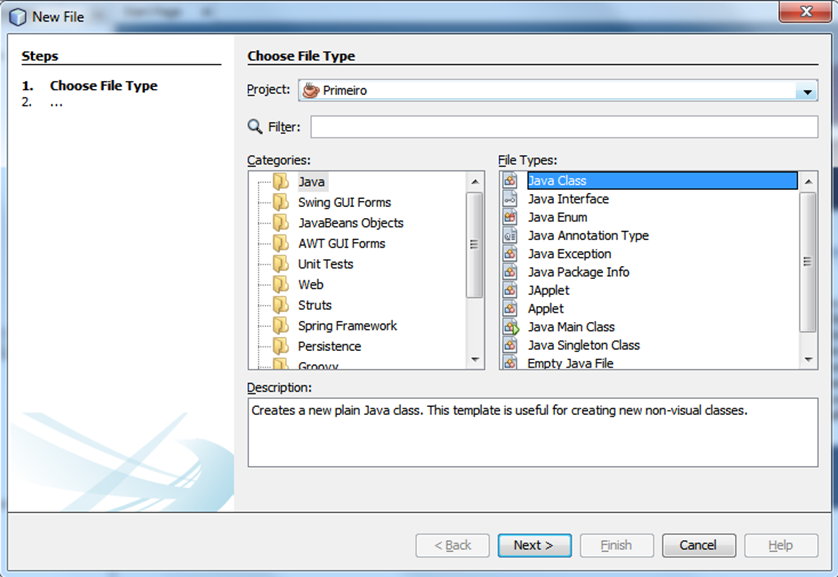 New File
Steps
1. Choose File Type
2. ...
Choose File Type
Project: Primeiro
Filter:
Categories:
Java
Swing GUI Forms
JavaBeans Objects
AWT GUI Forms
Unit Tests
Web
Struts
Spring Framework
Persistence
Groovy
File Types:
Java Class
Java Interface
Java Enum
Java Annotation Type
Java Exception
Java Package Info
JApplet
Applet
Java Main Class
Java Singleton Class
Empty Java File
Description:
Creates a new plain Java class. This template is useful for creating new non-visual classes.
< Back
Next >
Finish
Cancel
Help